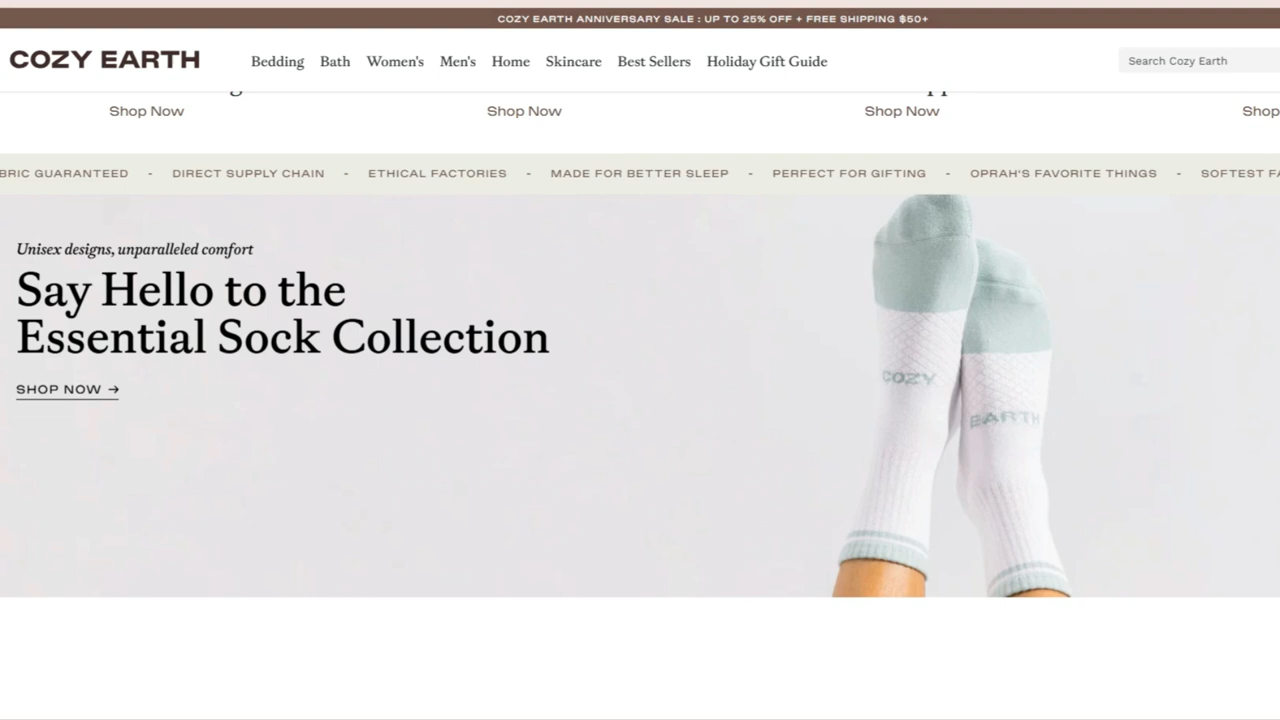 COZY EARTH ANNIVERSARY SALE : UP TO 25% OFF + FREE SHIPPING $50+
COZY EARTH
Bedding Bath Women's Men's Home Skincare Best Sellers Holiday Gift Guide
Search Cozy Earth
Shop Now Shop Now Shop Now Shop
BRIC GUARANTEED - DIRECT SUPPLY CHAIN - ETHICAL FACTORIES - MADE FOR BETTER SLEEP - PERFECT FOR GIFTING - OPRAH'S FAVORITE THINGS - SOFTEST FA
Unisex designs, unparalleled comfort
Say Hello to the
Essential Sock Collection
SHOP NOW →
COZY
EARTH